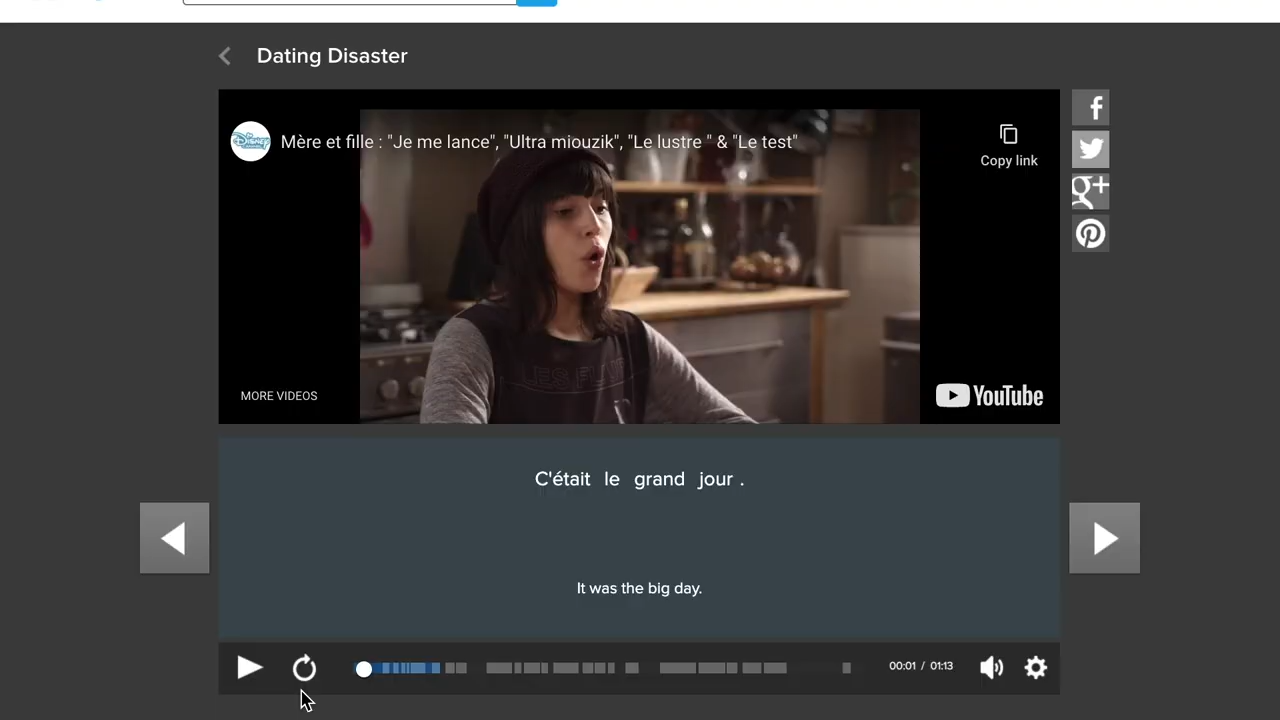 Dating Disaster
Mère et fille : "Je me lance", "Ultra miouzik", "Le lustre " & "Le test"
Copy link
MORE VIDEOS
YouTube
C'était le grand jour .
It was the big day.
00:01 / 01:13